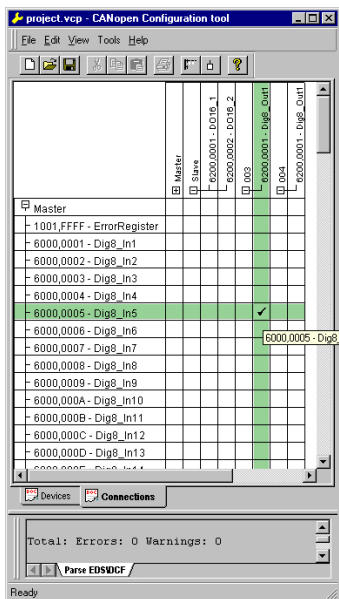 project.vcp - CANopen Configuration tool
File Edit View Tools Help
Master
Slave
6200,0001 - DO16_1
6200,0002 - DO16_2
003
6200,0001 - Dig8_Out1
004
6200,0001 - Dig8_Out1
Master
1001,FFFF - ErrorRegister
6000,0001 - Dig8_In1
6000,0002 - Dig8_In2
6000,0003 - Dig8_In3
6000,0004 - Dig8_In4
6000,0005 - Dig8_In5
6000,0006 - Dig8_In6
6000,0005 - Dig8_
6000,0007 - Dig8_In7
6000,0008 - Dig8_In8
6000,0009 - Dig8_In9
6000,000A - Dig8_In10
6000,000B - Dig8_In11
6000,000C - Dig8_In12
6000,000D - Dig8_In13
Devices Connections
Total: Errors: 0 Warnings: 0
Parse EDS\DCF
Ready